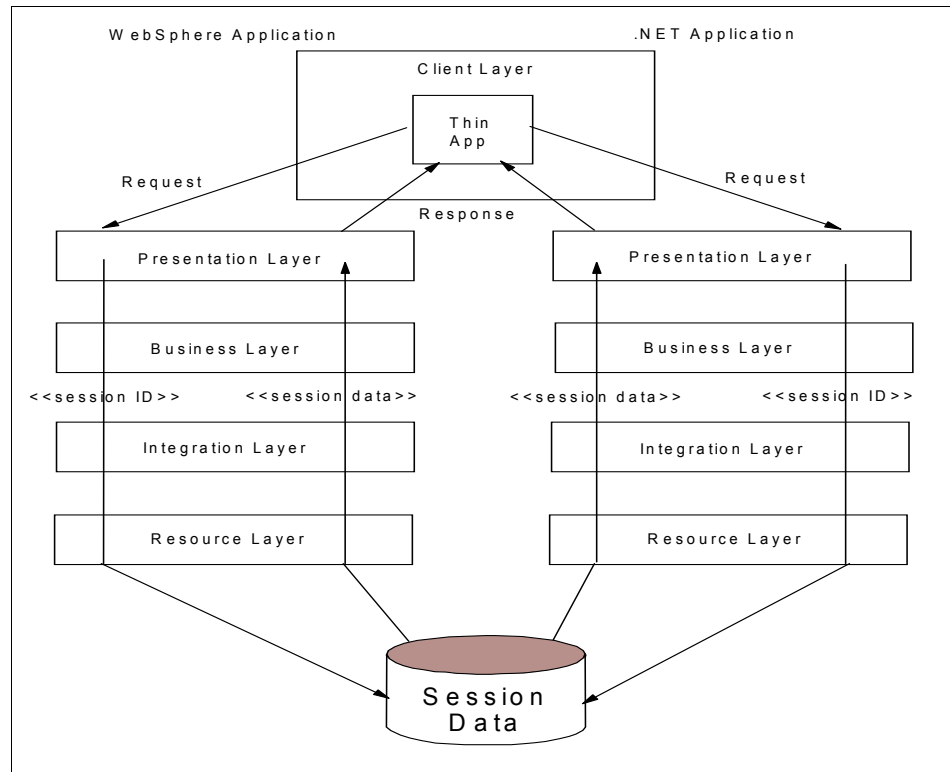 WebSphere Application
.NET Application
Client Layer
Thin
App
Request
Request
Response
Presentation Layer
Presentation Layer
Business Layer
Business Layer
<<session ID>>
<<session data>>
<<session data>>
<<session ID>>
Integration Layer
Integration Layer
Resource Layer
Resource Layer
Session
Data